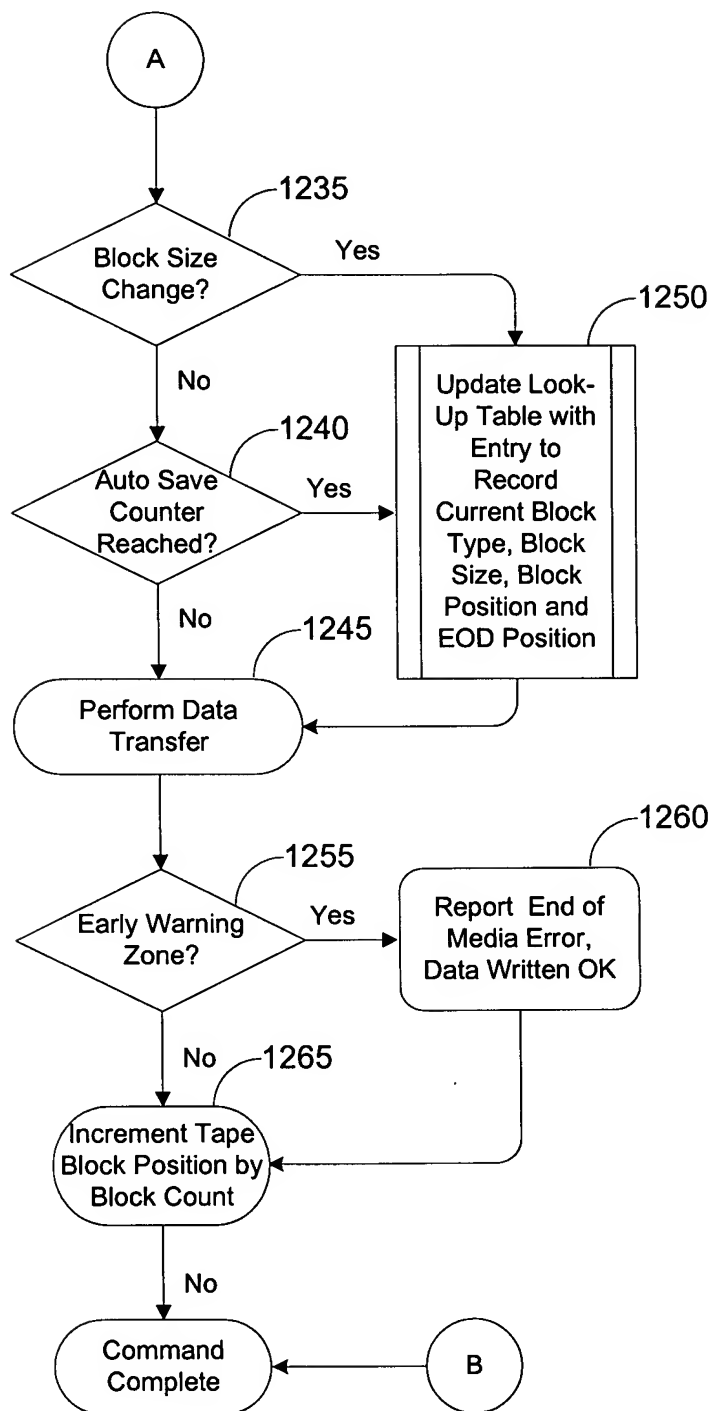 A
1235
Block Size
Change?
Yes
1250
No
Update Look-
Up Table with
Entry to
Record
Current Block
Type, Block
Size, Block
Position and
EOD Position
1240
Auto Save
Counter
Reached?
Yes
No
1245
Perform Data
Transfer
1260
1255
Early Warning
Zone?
Yes
Report End of
Media Error,
Data Written OK
No
1265
Increment Tape
Block Position by
Block Count
No
Command
Complete
B